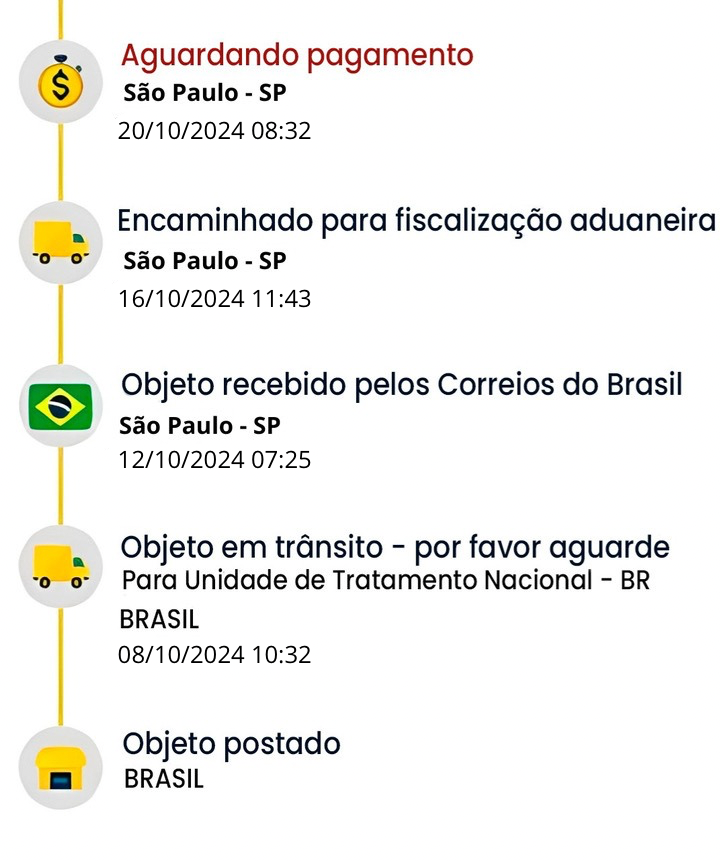 Aguardando pagamento
São Paulo - SP
20/10/2024 08:32
Encaminhado para fiscalização aduaneira
São Paulo - SP
16/10/2024 11:43
Objeto recebido pelos Correios do Brasil
São Paulo - SP
12/10/2024 07:25
Objeto em trânsito - por favor aguarde
Para Unidade de Tratamento Nacional - BR
BRASIL
08/10/2024 10:32
Objeto postado
BRASIL